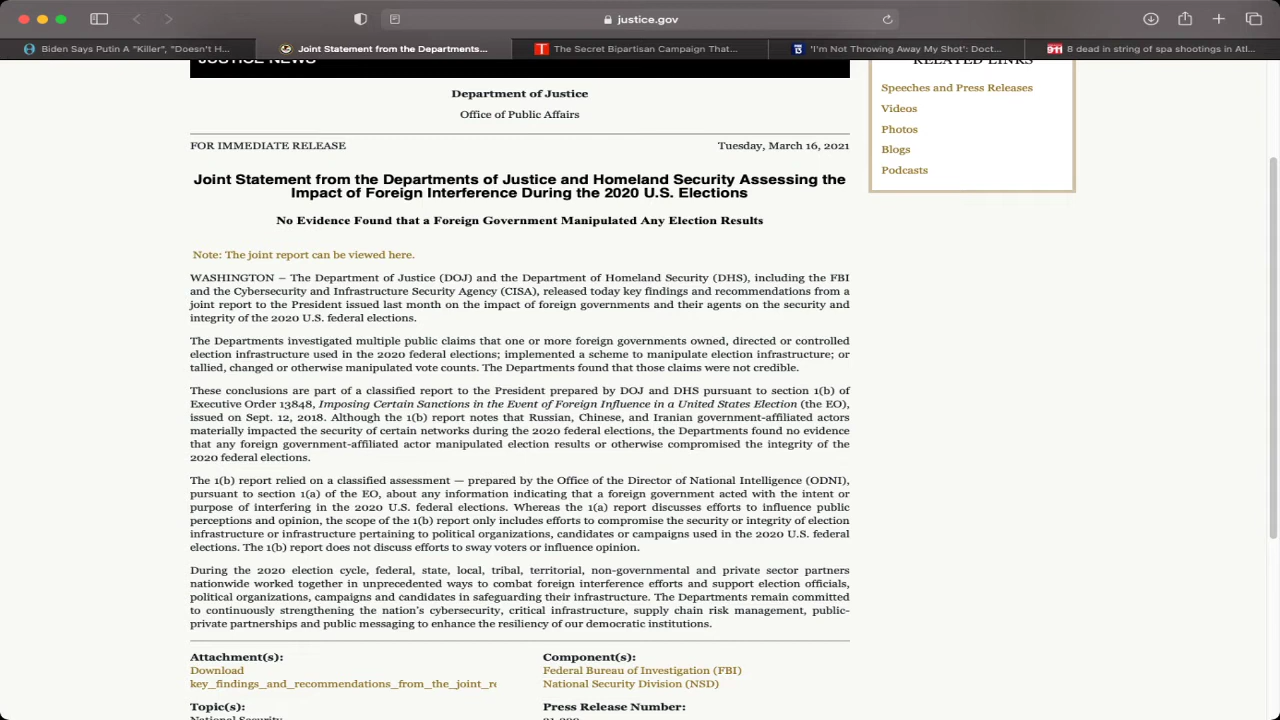 justice.gov
Biden Says Putin A "Killer", "Doesn't H...
Joint Statement from the Departments...
The Secret Bipartisan Campaign That...
'I'm Not Throwing Away My Shot': Doct...
8 dead in string of spa shootings in Atl...
JUSTICE NEWS
RELATED LINKS
Speeches and Press Releases
Videos
Photos
Blogs
Podcasts
Department of Justice
Office of Public Affairs
FOR IMMEDIATE RELEASE
Tuesday, March 16, 2021
Joint Statement from the Departments of Justice and Homeland Security Assessing the
Impact of Foreign Interference During the 2020 U.S. Elections
No Evidence Found that a Foreign Government Manipulated Any Election Results
Note: The joint report can be viewed here.
WASHINGTON – The Department of Justice (DOJ) and the Department of Homeland Security (DHS), including the FBI
and the Cybersecurity and Infrastructure Security Agency (CISA), released today key findings and recommendations from a
joint report to the President issued last month on the impact of foreign governments and their agents on the security and
integrity of the 2020 U.S. federal elections.
The Departments investigated multiple public claims that one or more foreign governments owned, directed or controlled
election infrastructure used in the 2020 federal elections; implemented a scheme to manipulate election infrastructure; or
tallied, changed or otherwise manipulated vote counts. The Departments found that those claims were not credible.
These conclusions are part of a classified report to the President prepared by DOJ and DHS pursuant to section 1(b) of
Executive Order 13848, Imposing Certain Sanctions in the Event of Foreign Influence in a United States Election (the EO),
issued on Sept. 12, 2018. Although the 1(b) report notes that Russian, Chinese, and Iranian government-affiliated actors
materially impacted the security of certain networks during the 2020 federal elections, the Departments found no evidence
that any foreign government-affiliated actor manipulated election results or otherwise compromised the integrity of the
2020 federal elections.
The 1(b) report relied on a classified assessment — prepared by the Office of the Director of National Intelligence (ODNI),
pursuant to section 1(a) of the EO, about any information indicating that a foreign government acted with the intent or
purpose of interfering in the 2020 U.S. federal elections. Whereas the 1(a) report discusses efforts to influence public
perceptions and opinion, the scope of the 1(b) report only includes efforts to compromise the security or integrity of election
infrastructure or infrastructure pertaining to political organizations, candidates or campaigns used in the 2020 U.S. federal
elections. The 1(b) report does not discuss efforts to sway voters or influence opinion.
During the 2020 election cycle, federal, state, local, tribal, territorial, non-governmental and private sector partners
nationwide worked together in unprecedented ways to combat foreign interference efforts and support election officials,
political organizations, campaigns and candidates in safeguarding their infrastructure. The Departments remain committed
to continuously strengthening the nation's cybersecurity, critical infrastructure, supply chain risk management, public-
private partnerships and public messaging to enhance the resiliency of our democratic institutions.
Attachment(s):
Download
key_findings_and_recommendations_from_the_joint_re
Component(s):
Federal Bureau of Investigation (FBI)
National Security Division (NSD)
Topic(s):
National Security
Press Release Number: